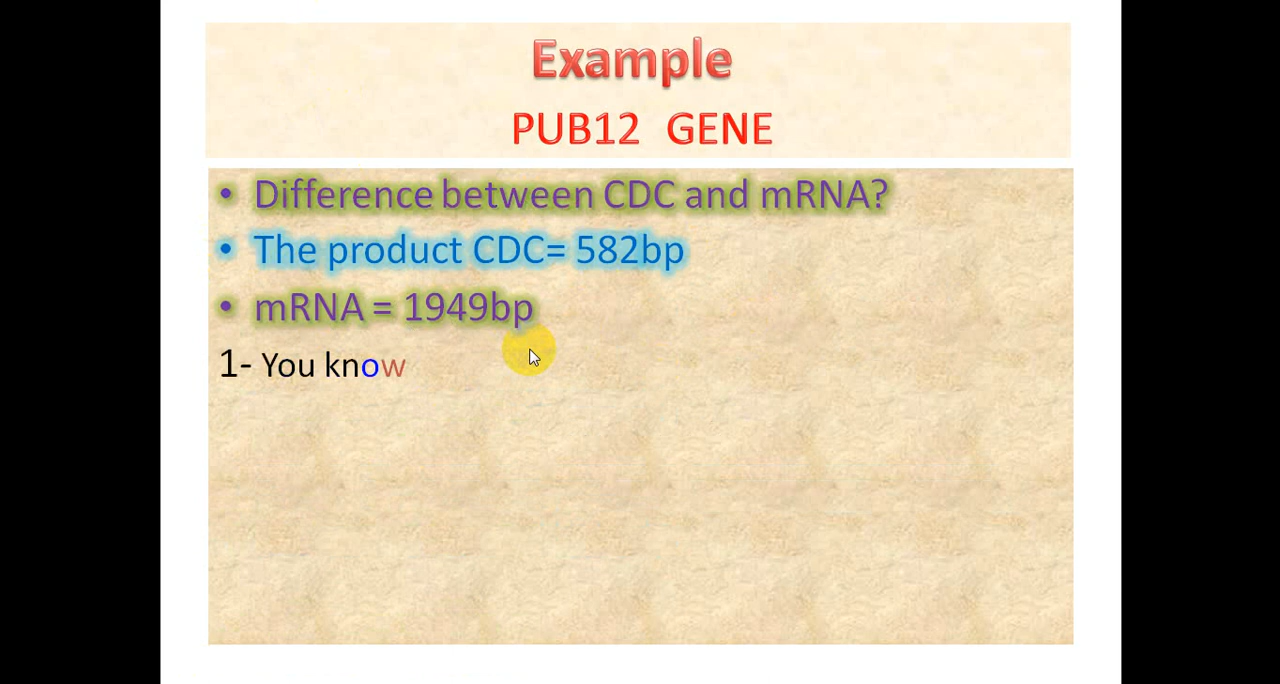 Example
PUB12 GENE
• Difference between CDC and mRNA?
• The product CDC= 582bp
• mRNA = 1949bp
1- You know